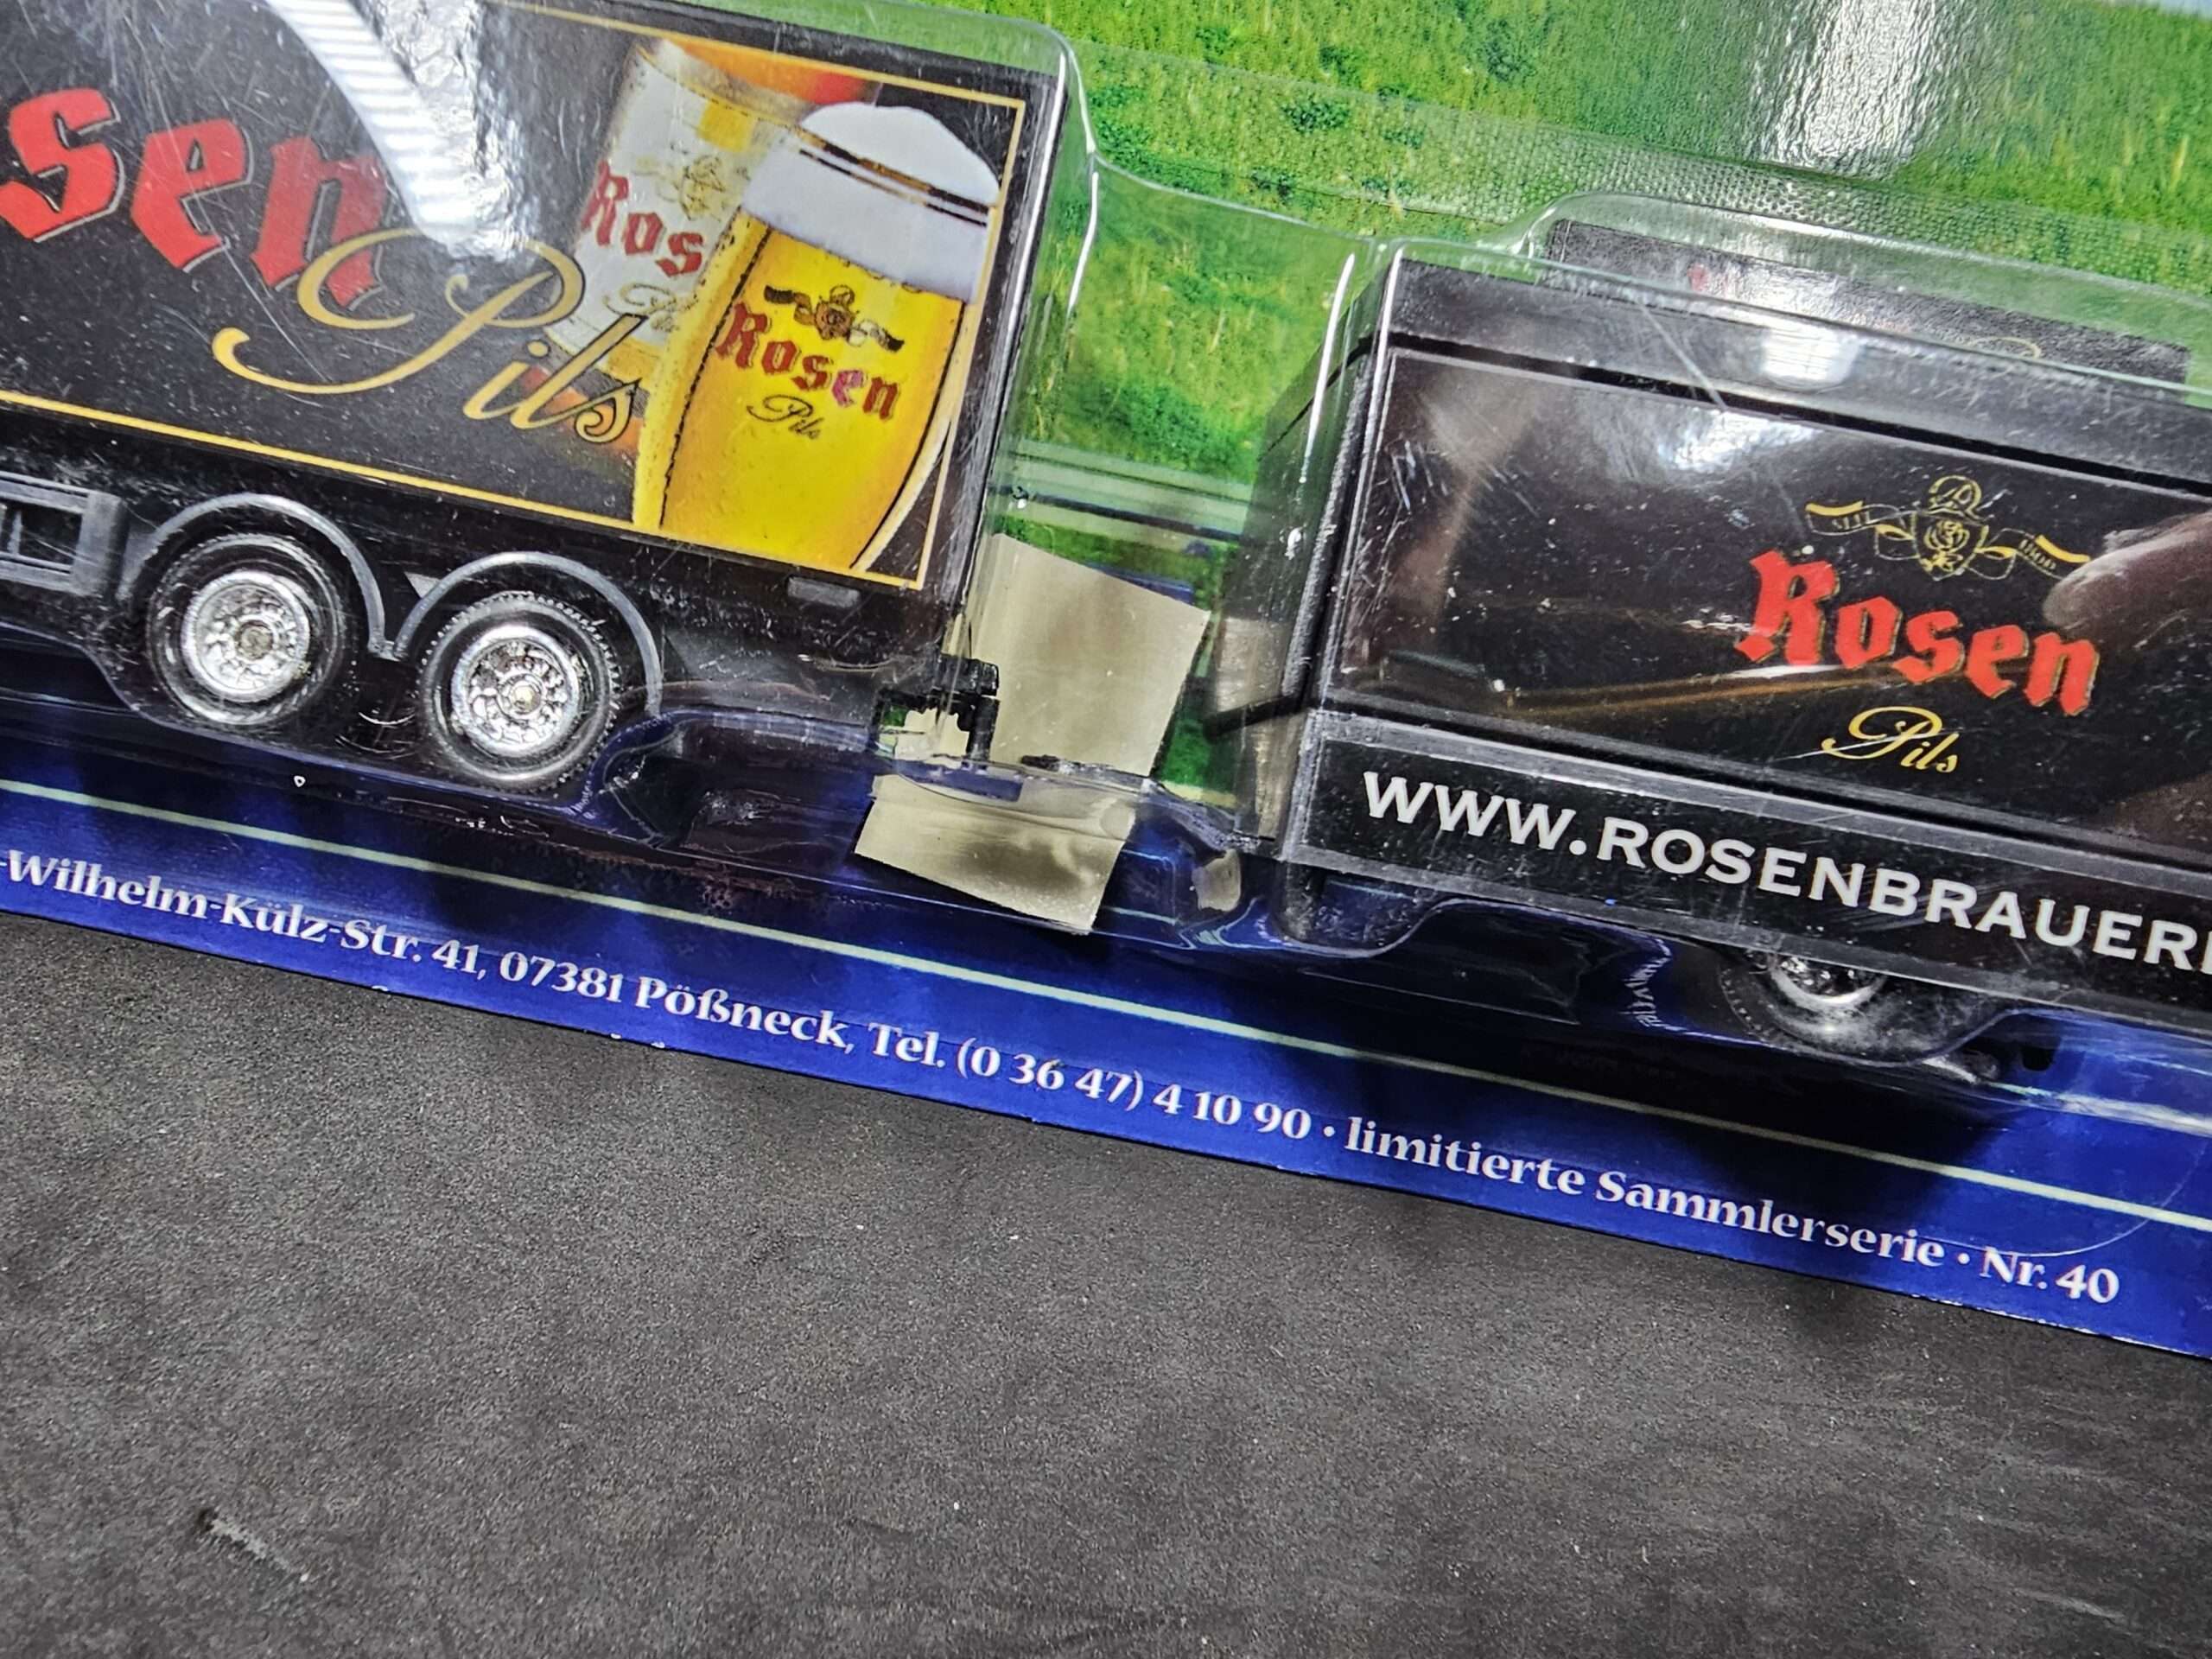 sen
Pils
Ros
Rosen
Pils
Rosen
Pils
WWW.ROSENBRAUER
-Wilhelm-Külz-Str. 41, 07381 Pößneck, Tel. (0 36 47) 4 10 90 • limitierte Sammlerserie • Nr. 40